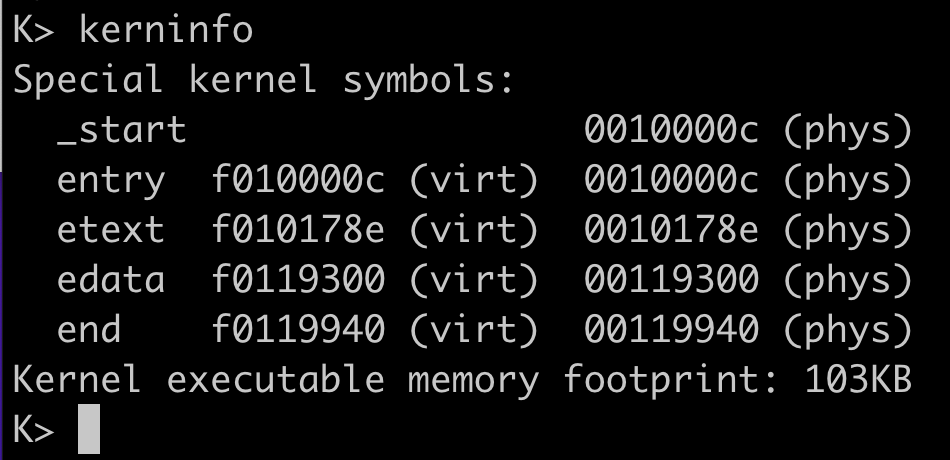 K> kerninfo
Special kernel symbols:
  _start                  0010000c (phys)
  entry  f010000c (virt)  0010000c (phys)
  etext  f010178e (virt)  0010178e (phys)
  edata  f0119300 (virt)  00119300 (phys)
  end    f0119940 (virt)  00119940 (phys)
Kernel executable memory footprint: 103KB
K>